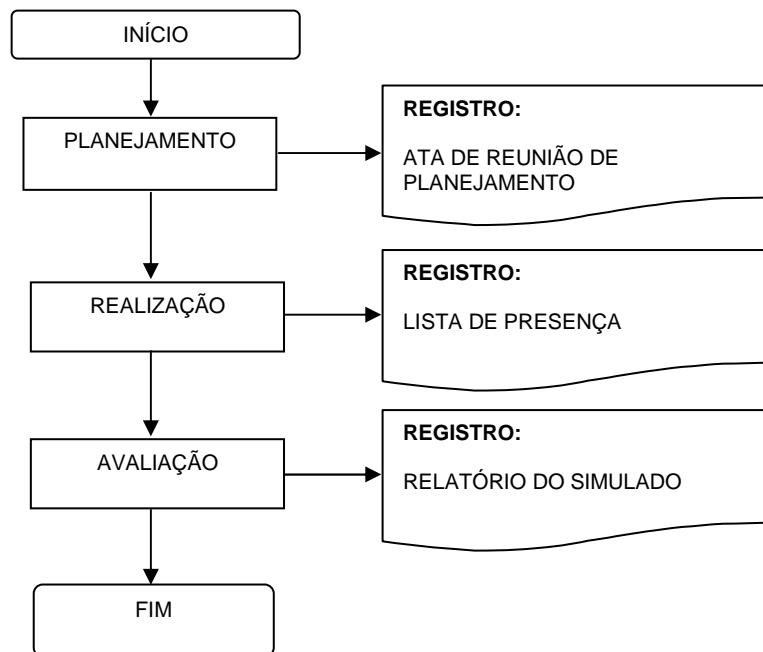 INÍCIO
PLANEJAMENTO
REGISTRO:
ATA DE REUNIÃO DE
PLANEJAMENTO
REALIZAÇÃO
REGISTRO:
LISTA DE PRESENÇA
AVALIAÇÃO
REGISTRO:
RELATÓRIO DO SIMULADO
FIM